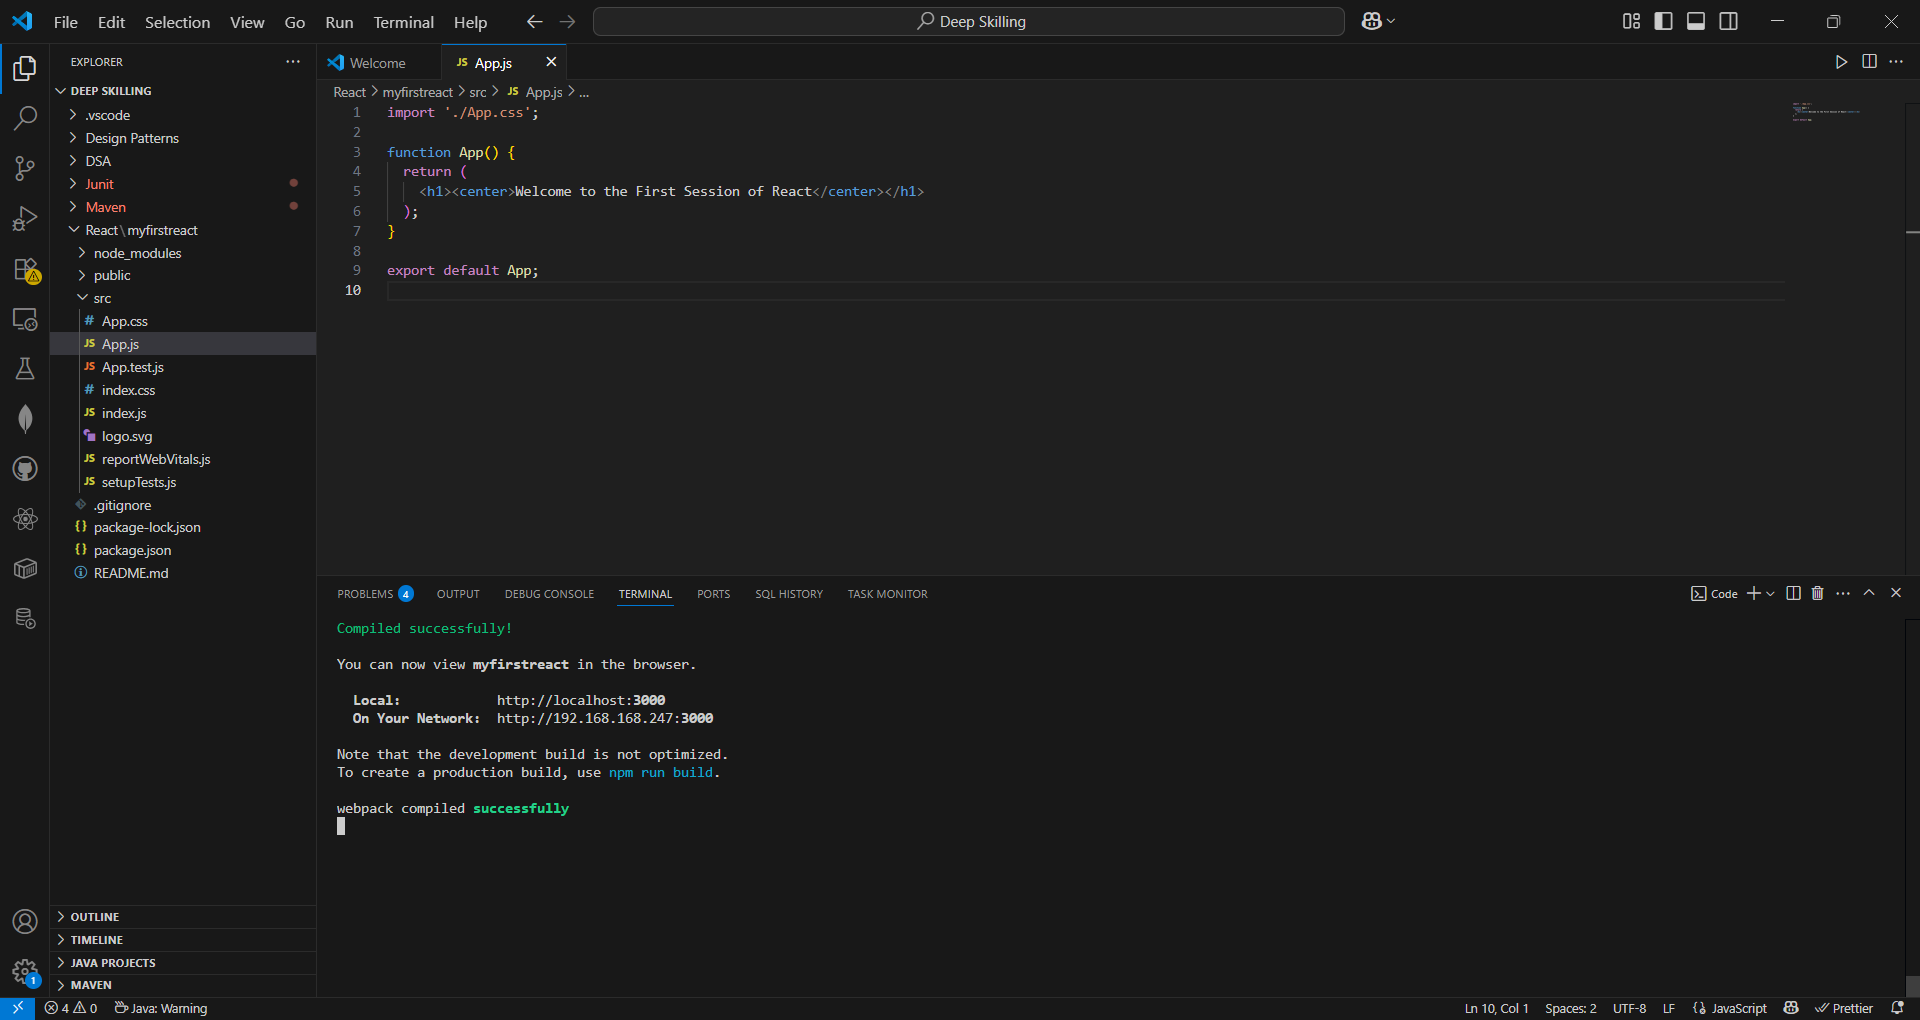 File Edit Selection View Go Run Terminal Help
Deep Skilling
EXPLORER
DEEP SKILLING
.vscode
Design Patterns
DSA
Junit
Maven
React\myfirstreact
node_modules
public
src
# App.css
JS App.js
JS App.test.js
# index.css
JS index.js
logo.svg
JS reportWebVitals.js
JS setupTests.js
.gitignore
{} package-lock.json
{} package.json
README.md
OUTLINE
TIMELINE
JAVA PROJECTS
MAVEN
1
Welcome
JS App.js
React > myfirstreact > src > JS App.js > ...
1 import './App.css';
2
3 function App() {
4 return (
5 <h1><center>Welcome to the First Session of React</center></h1>
6 );
7 }
8
9 export default App;
10
PROBLEMS 4 OUTPUT DEBUG CONSOLE TERMINAL PORTS SQL HISTORY TASK MONITOR
Code
Compiled successfully!
You can now view myfirstreact in the browser.
Local: http://localhost:3000
On Your Network: http://192.168.168.247:3000
Note that the development build is not optimized.
To create a production build, use npm run build.
webpack compiled successfully
4 0 Java: Warning
Ln 10, Col 1 Spaces: 2 UTF-8 LF {} JavaScript Prettier